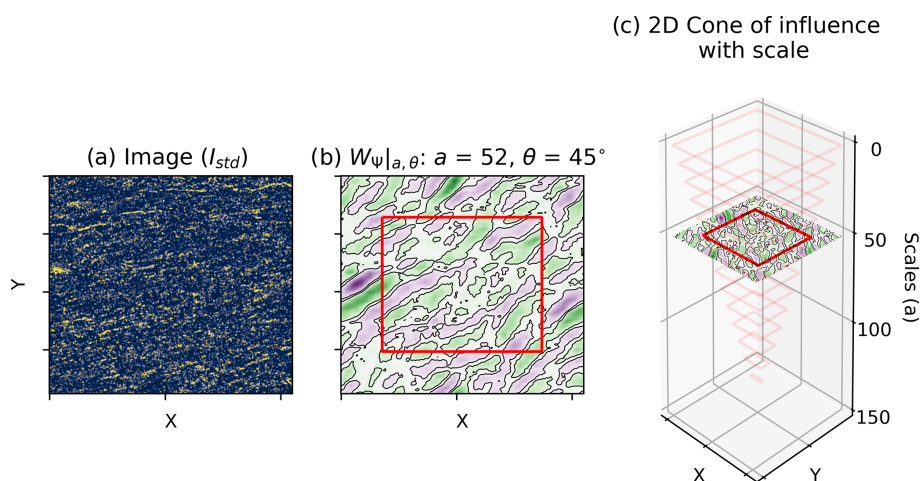 (c) 2D Cone of influence
with scale
(a) Image (I_std)
(b) W_Ψ|_a, θ: a = 52, θ = 45°
0
50
100
150
Scales (a)
Y
X
X
X
Y